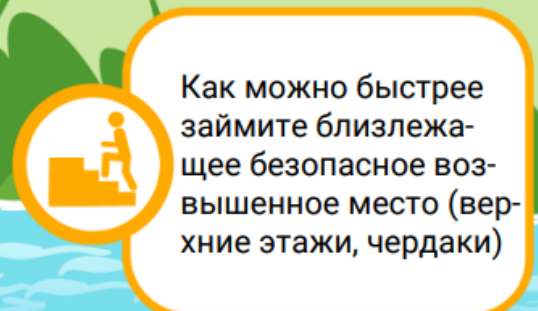 Как можно быстрее
займите близлежа-
щее безопасное воз-
вышенное место (вер-
хние этажи, чердаки)